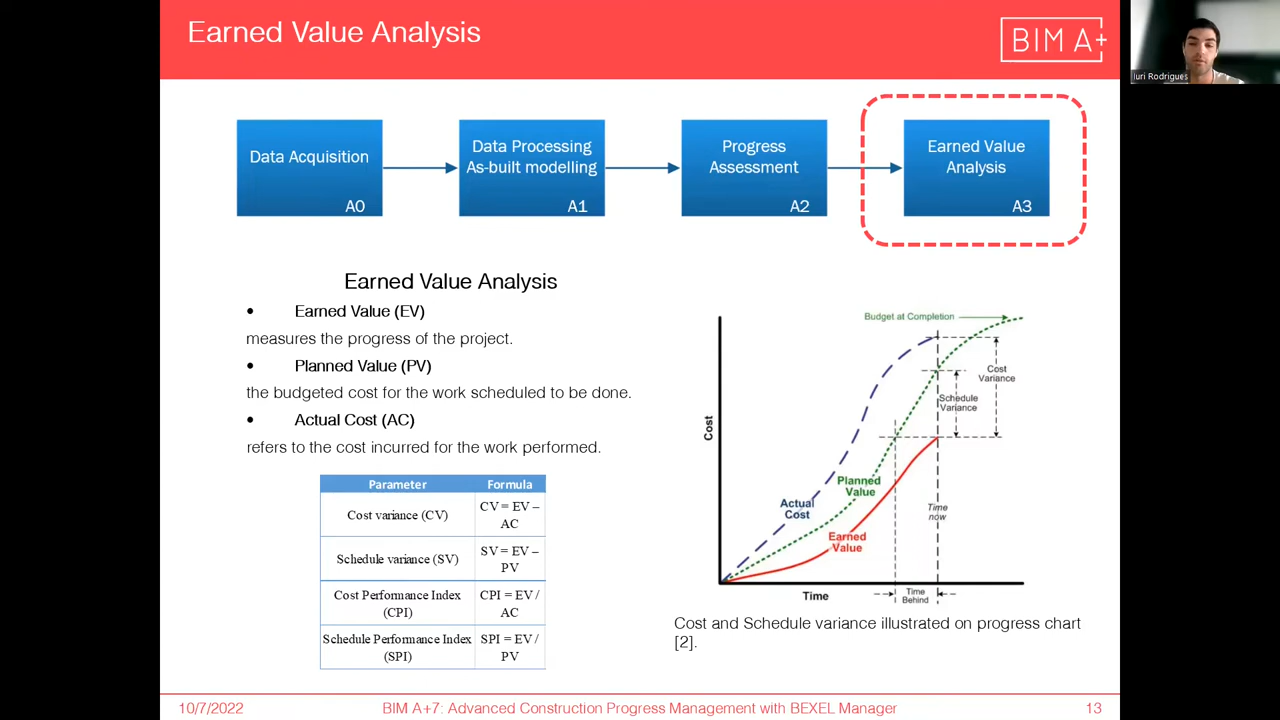 Earned Value Analysis
BIM A+
Iuri Rodrigues
Data Acquisition
A0
Data Processing
As-built modelling
A1
Progress
Assessment
A2
Earned Value
Analysis
A3
Earned Value Analysis
• Earned Value (EV)
measures the progress of the project.
• Planned Value (PV)
the budgeted cost for the work scheduled to be done.
• Actual Cost (AC)
refers to the cost incurred for the work performed.
Parameter Formula
Cost variance (CV) CV = EV –
AC
Schedule variance (SV) SV = EV –
PV
Cost Performance Index CPI = EV /
(CPI) AC
Schedule Performance Index SPI = EV /
(SPI) PV
Budget at Completion
Cost
Variance
Schedule
Variance
Cost
Planned
Value
Actual
Cost
Time
now
Earned
Value
Time
Time
Behind
Cost and Schedule variance illustrated on progress chart
[2].
10/7/2022
BIM A+7: Advanced Construction Progress Management with BEXEL Manager
13